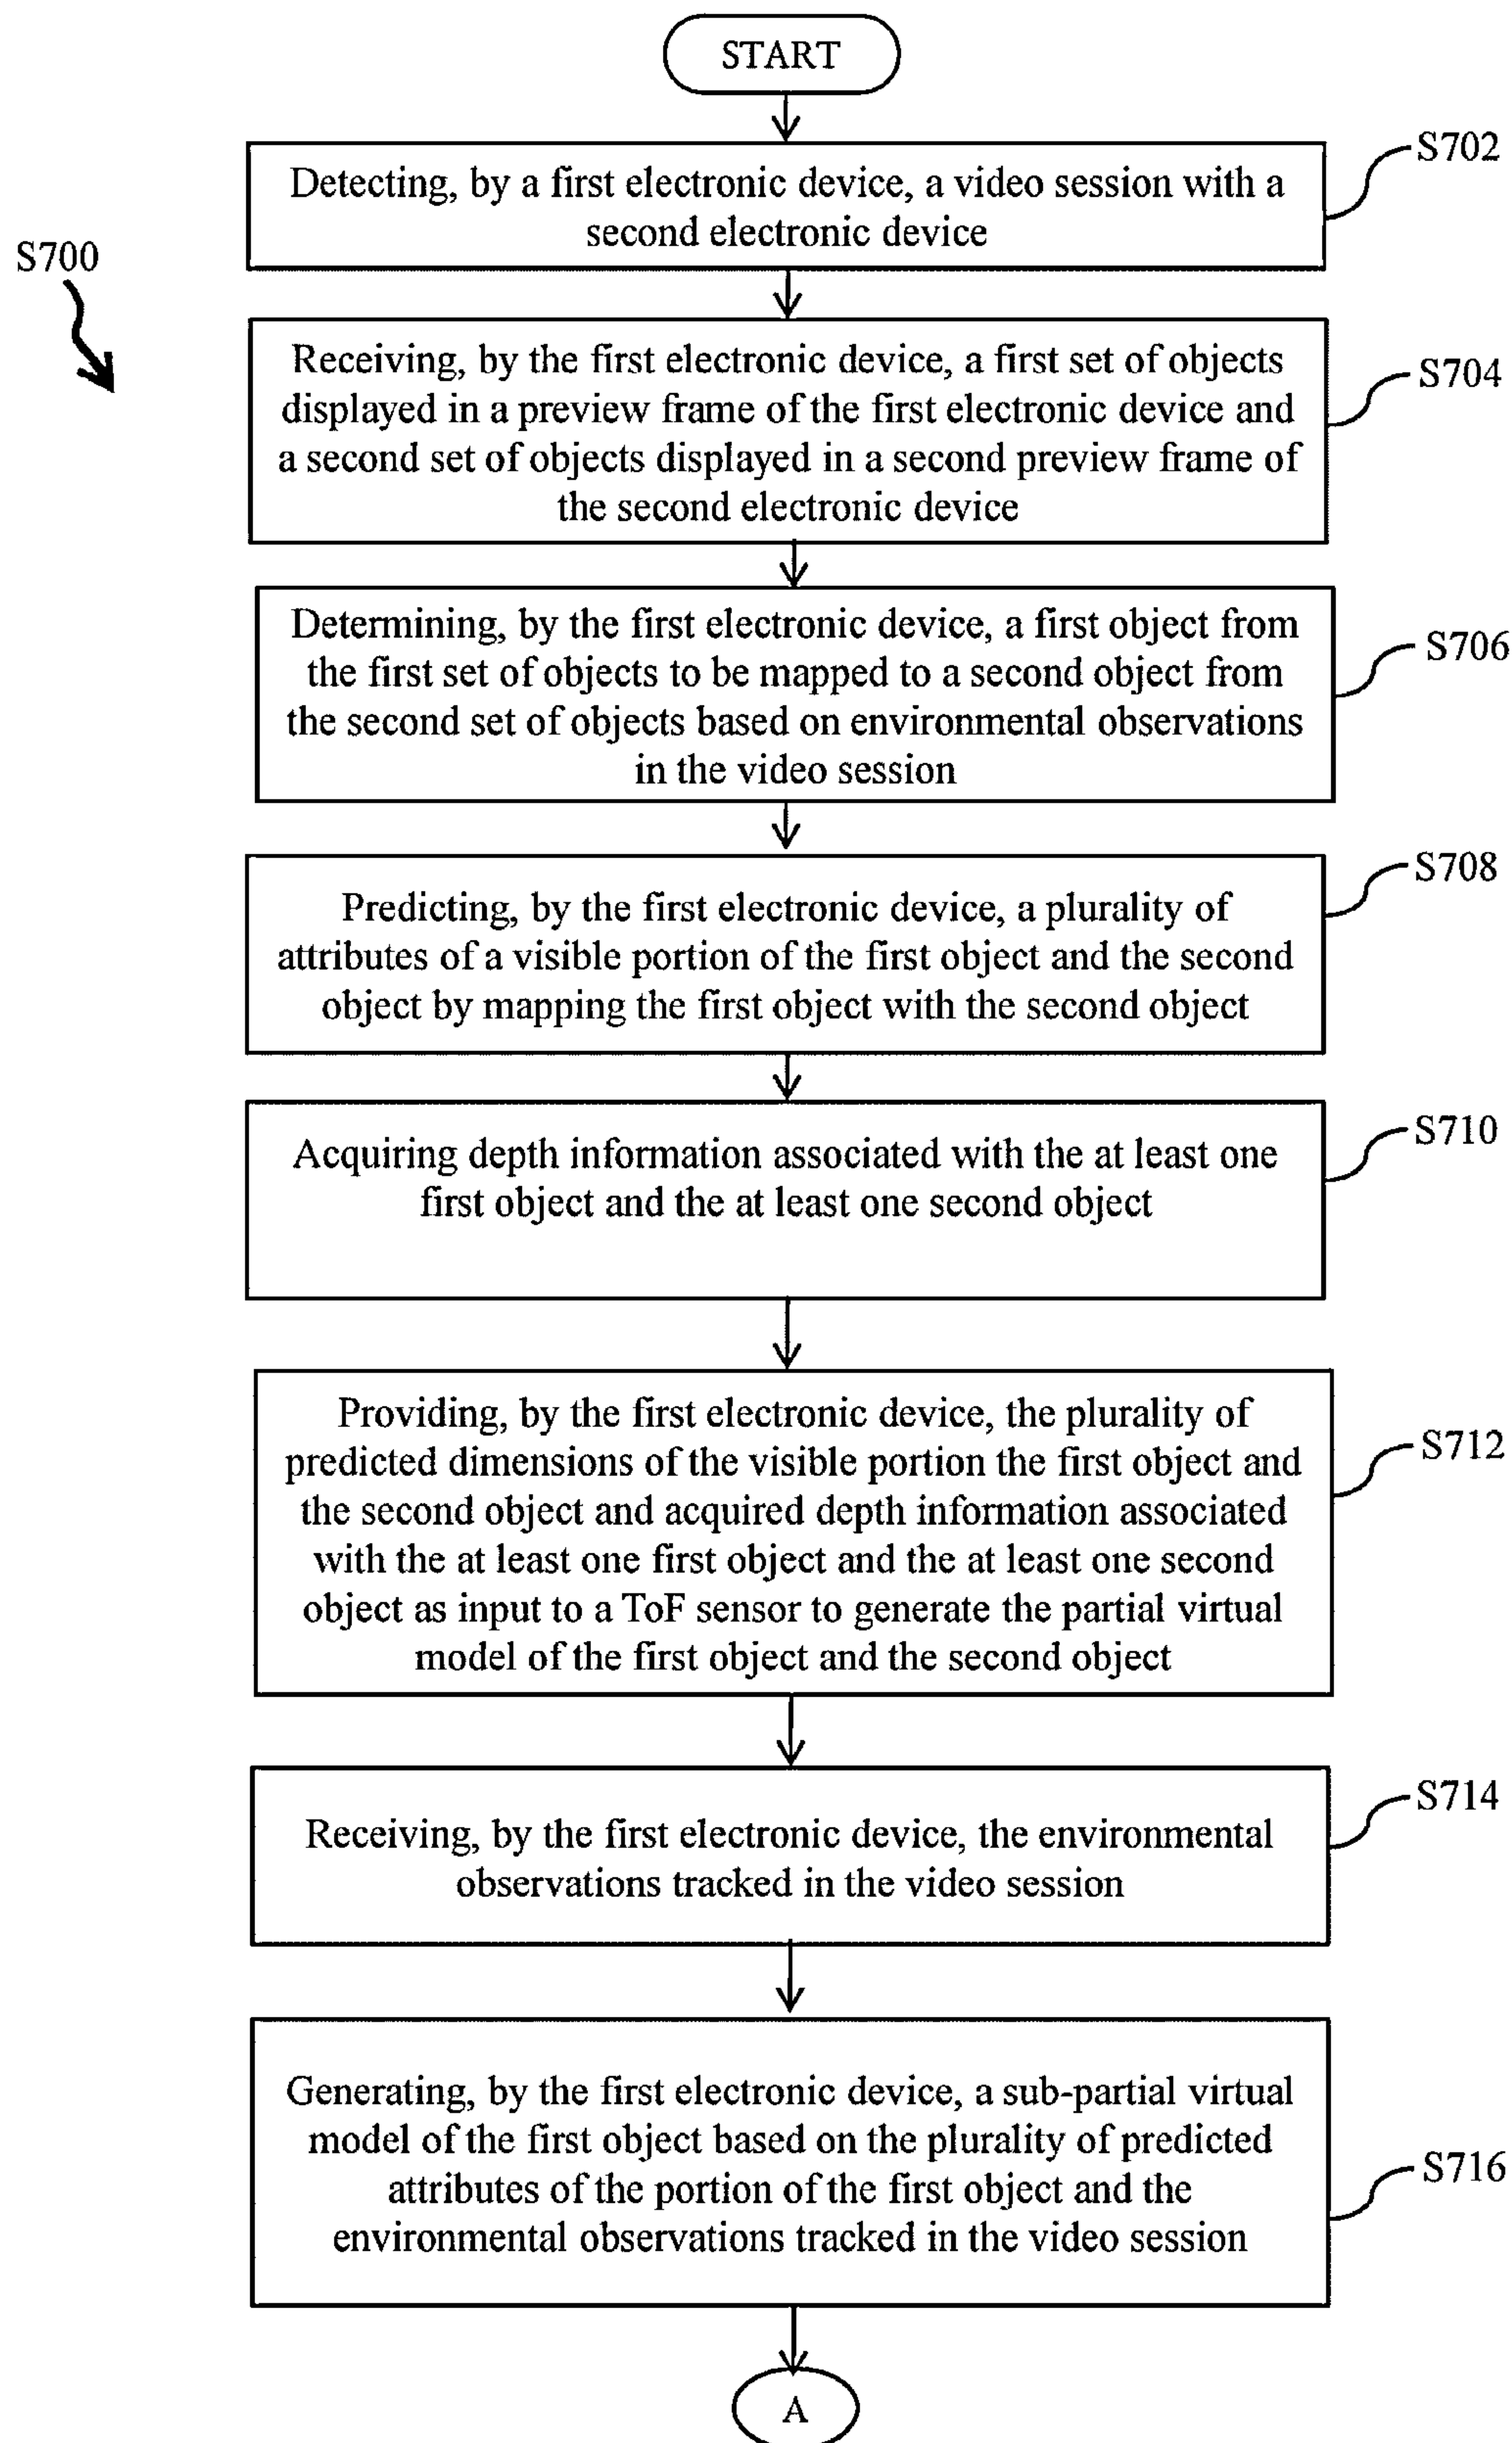 START
S700
Detecting, by a first electronic device, a video session with a
second electronic device
S702
Receiving, by the first electronic device, a first set of objects
displayed in a preview frame of the first electronic device and
a second set of objects displayed in a second preview frame of
the second electronic device
S704
Determining, by the first electronic device, a first object from
the first set of objects to be mapped to a second object from
the second set of objects based on environmental observations
in the video session
S706
Predicting, by the first electronic device, a plurality of
attributes of a visible portion of the first object and the second
object by mapping the first object with the second object
S708
Acquiring depth information associated with the at least one
first object and the at least one second object
S710
Providing, by the first electronic device, the plurality of
predicted dimensions of the visible portion the first object and
the second object and acquired depth information associated
with the at least one first object and the at least one second
object as input to a ToF sensor to generate the partial virtual
model of the first object and the second object
S712
Receiving, by the first electronic device, the environmental
observations tracked in the video session
S714
Generating, by the first electronic device, a sub-partial virtual
model of the first object based on the plurality of predicted
attributes of the portion of the first object and the
environmental observations tracked in the video session
S716
A